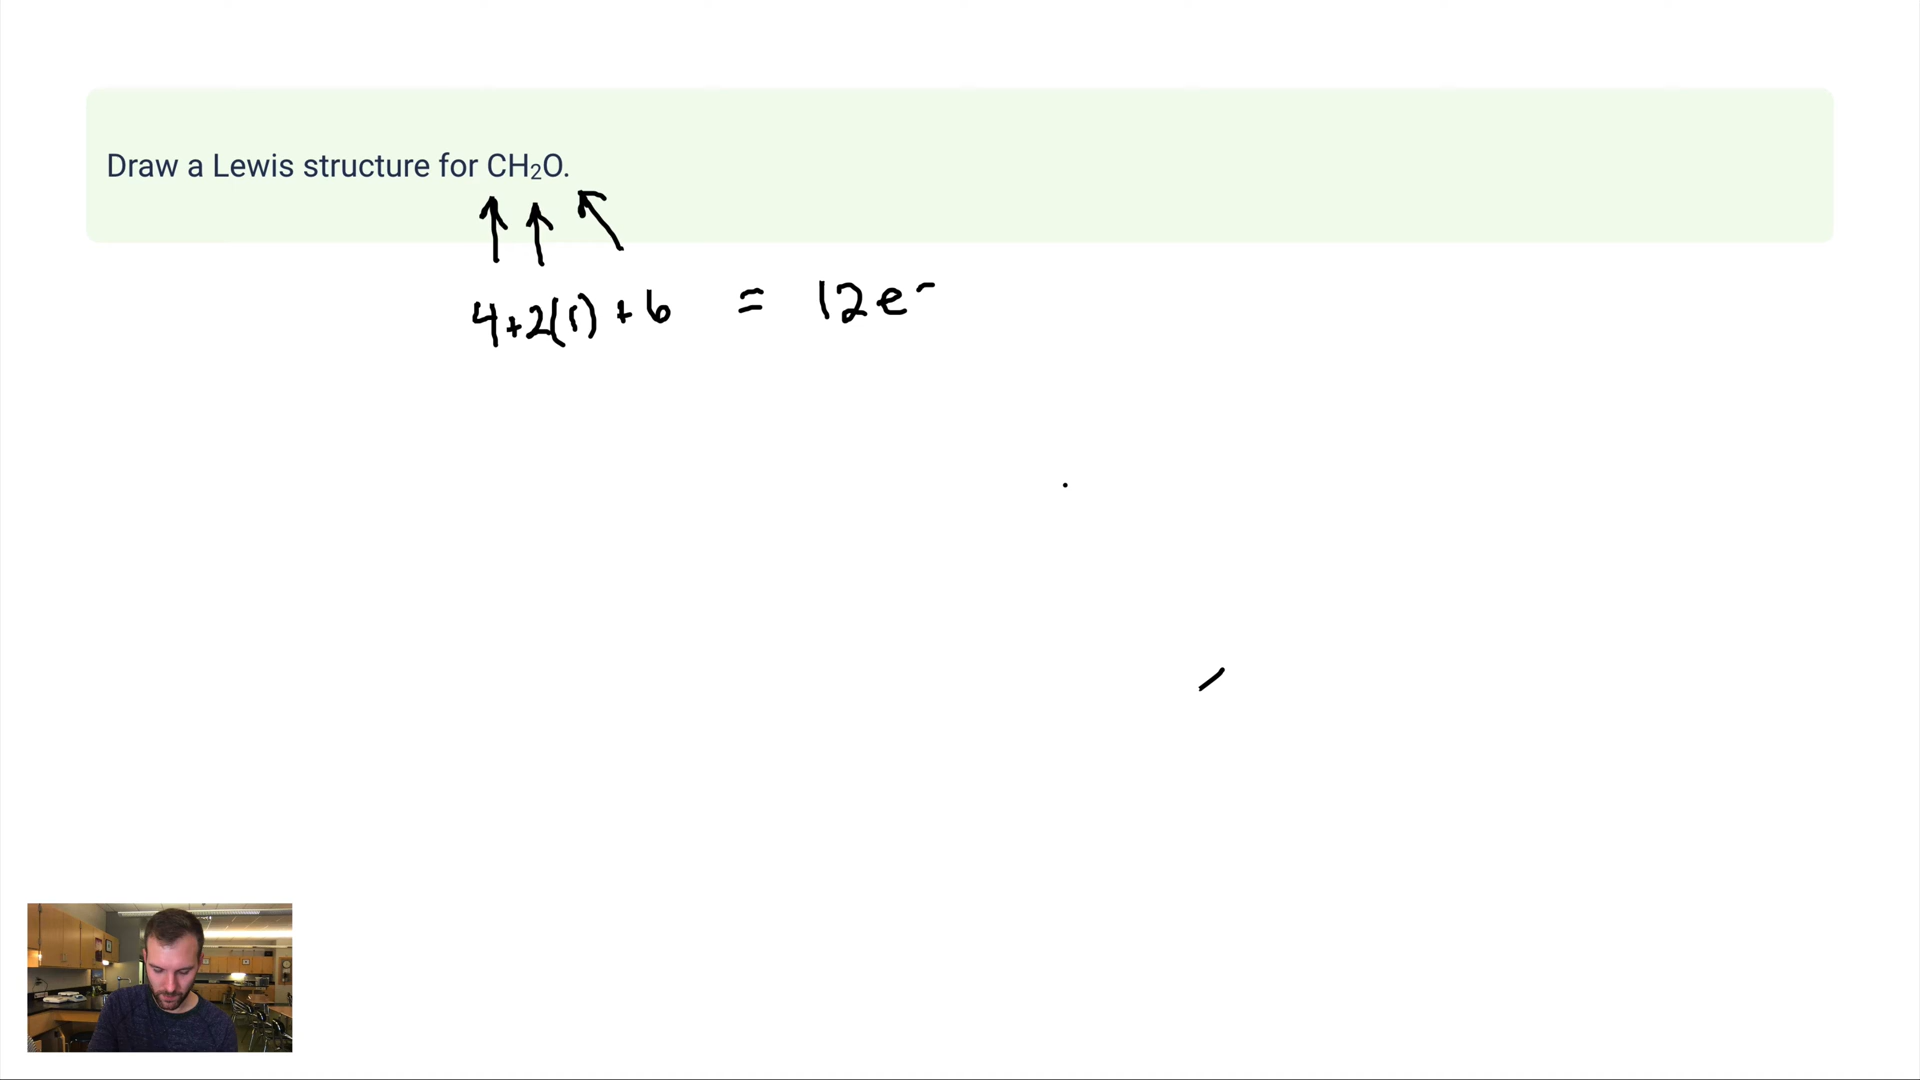 Draw a Lewis structure for CH₂O.
4+2(1)+6 = 12e⁻